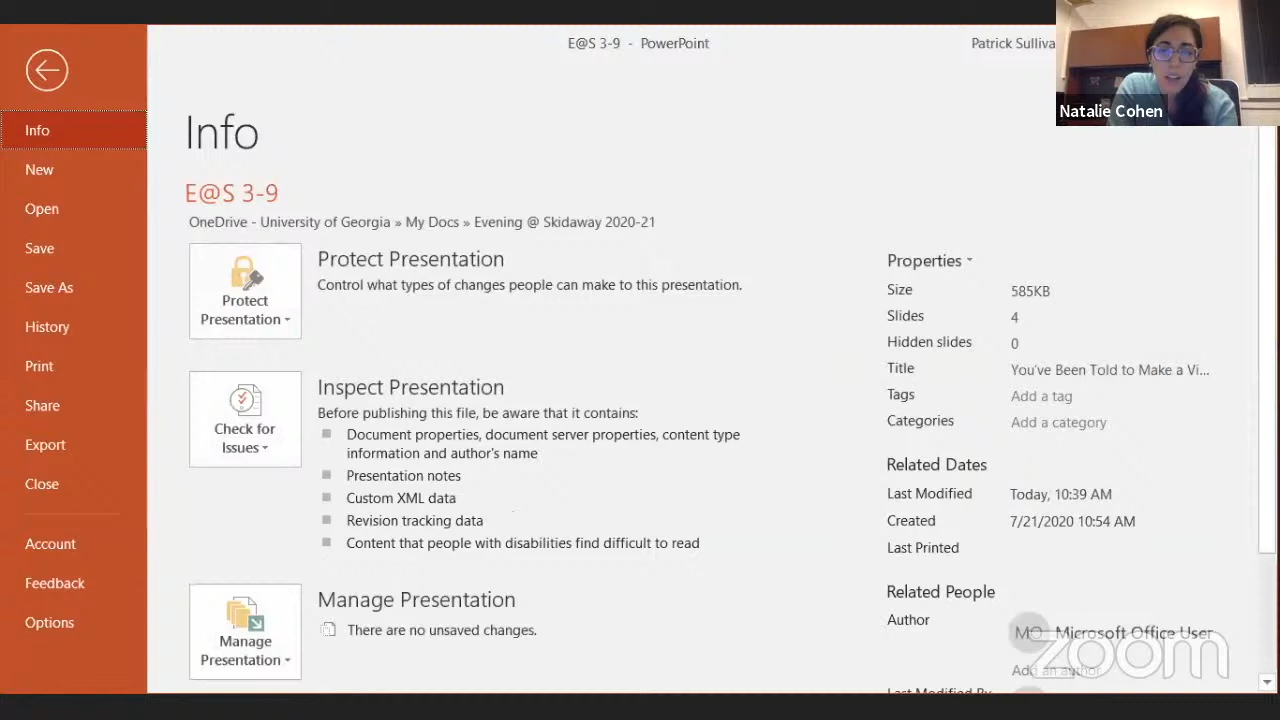 E@S 3-9 - PowerPoint
Patrick Sulliva
Natalie Cohen
Info
New
Open
Save
Save As
History
Print
Share
Export
Close
Account
Feedback
Options
Info
E@S 3-9
OneDrive - University of Georgia » My Docs » Evening @ Skidaway 2020-21
Protect
Presentation
Protect Presentation
Control what types of changes people can make to this presentation.
Check for
Issues
Inspect Presentation
Before publishing this file, be aware that it contains:
Document properties, document server properties, content type
information and author's name
Presentation notes
Custom XML data
Revision tracking data
Content that people with disabilities find difficult to read
Manage
Presentation
Manage Presentation
There are no unsaved changes.
Properties
Size 585KB
Slides 4
Hidden slides 0
Title You've Been Told to Make a Vi...
Tags Add a tag
Categories Add a category
Related Dates
Last Modified Today, 10:39 AM
Created 7/21/2020 10:54 AM
Last Printed
Related People
Author
MO Microsoft Office User
Add an author
Last Modified By
zoom